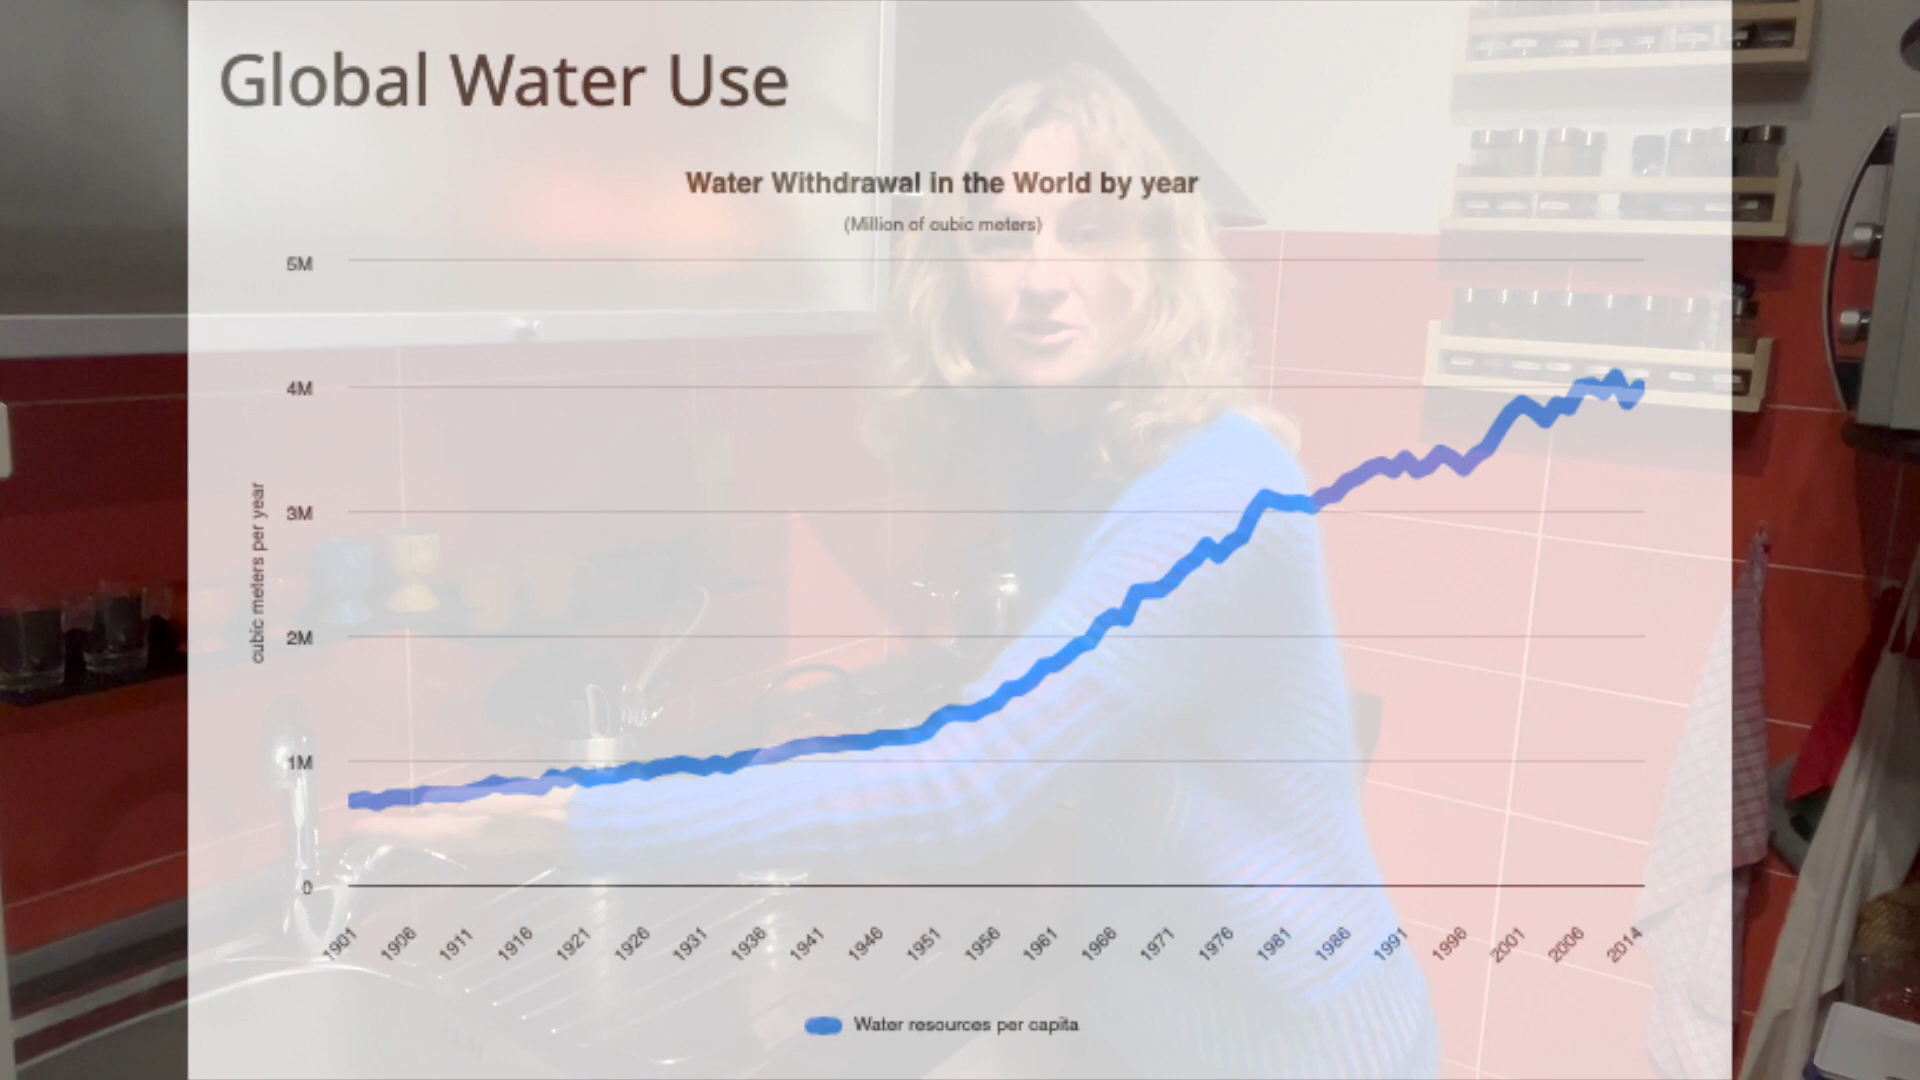 Global Water Use
Water Withdrawal in the World by year
(Million of cubic meters)
5M
4M
3M
2M
1M
0
cubic meters per year
1901 1906 1911 1916 1921 1926 1931 1936 1941 1946 1951 1956 1961 1966 1971 1976 1981 1986 1991 1996 2001 2006 2014
Water resources per capita